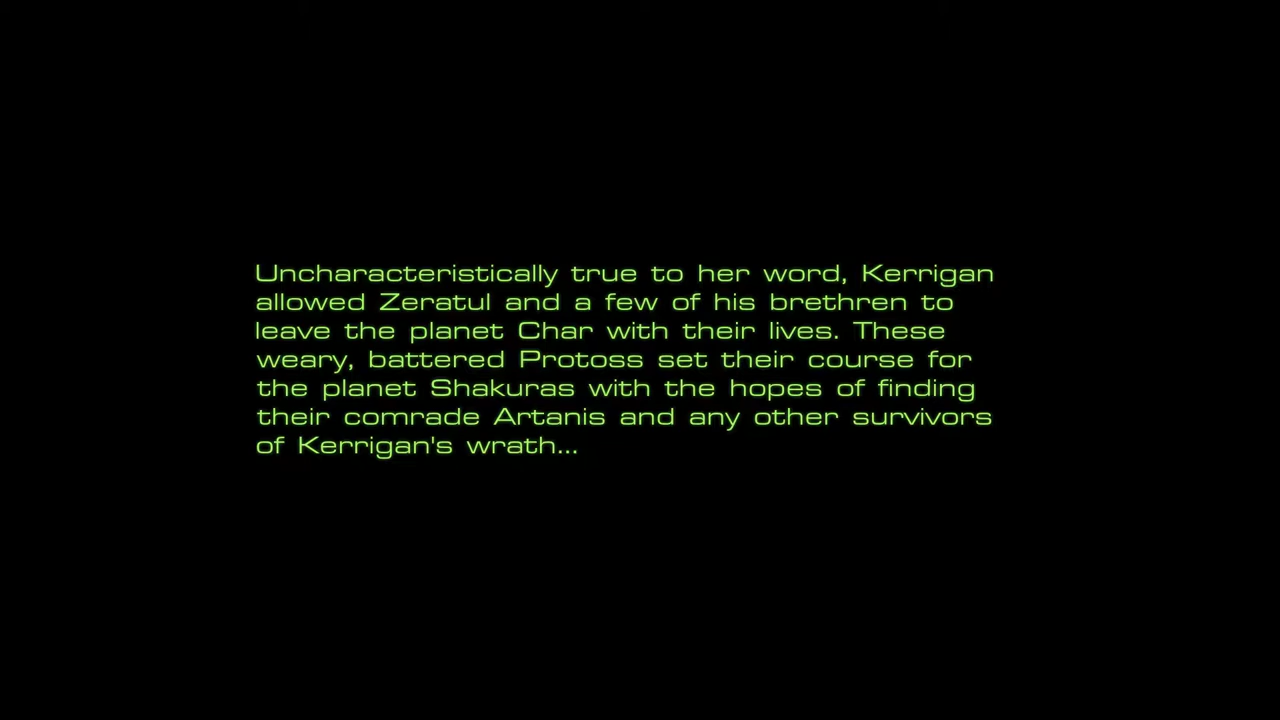 Uncharacteristically true to her word, Kerrigan
allowed Zeratul and a few of his brethren to
leave the planet Char with their lives. These
weary, battered Protoss set their course for
the planet Shakuras with the hopes of finding
their comrade Artanis and any other survivors
of Kerrigan's wrath...